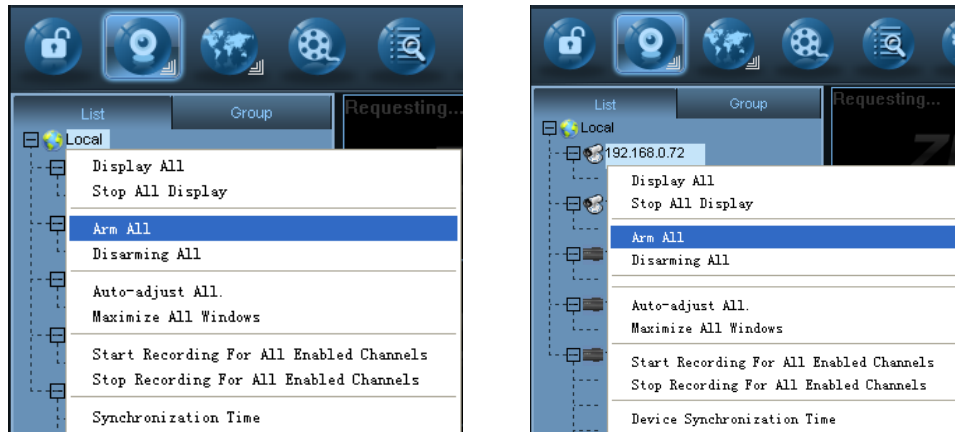 List Group
Requesting...
Local
Display All
Stop All Display
Arm All
Disarming All
Auto-adjust All.
Maximize All Windows
Start Recording For All Enabled Channels
Stop Recording For All Enabled Channels
Synchronization Time
List Group
Requesting...
Local
192.168.0.72
Display All
Stop All Display
Arm All
Disarming All
Auto-adjust All.
Maximize All Windows
Start Recording For All Enabled Channels
Stop Recording For All Enabled Channels
Device Synchronization Time